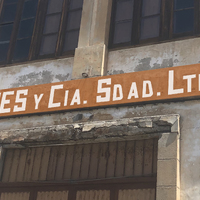 ES Y CIA. SDAD. LT